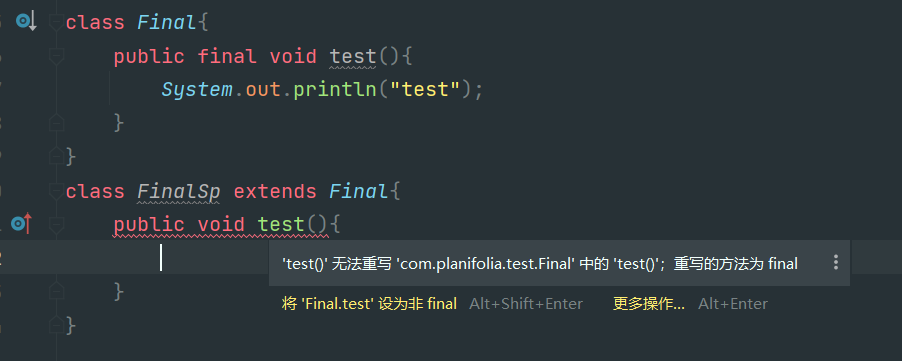 class Final{
public final void test(){
System.out.println("test");
}
}
class FinalSp extends Final{
public void test(){
'test()' 无法重写 'com.planifolia.test.Final' 中的 'test()'；重写的方法为 final
将 'Final.test' 设为非 final Alt+Shift+Enter 更多操作... Alt+Enter
}
}